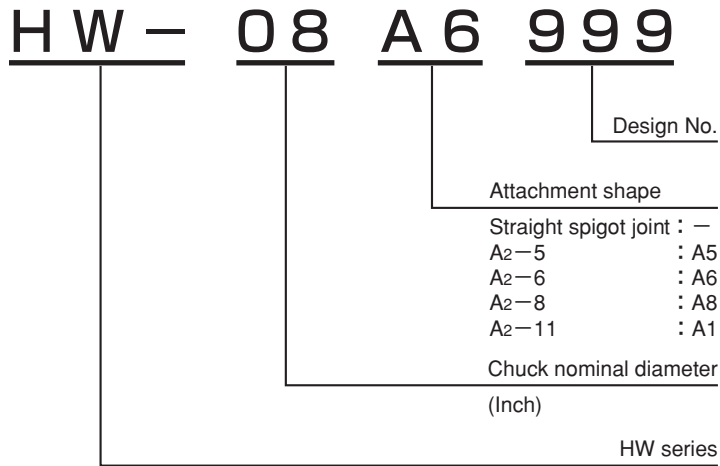 HW－ 08 A6 999
Design No.
Attachment shape
Straight spigot joint：－
A2－5 ：A5
A2－6 ：A6
A2－8 ：A8
A2－11 ：A1
Chuck nominal diameter
(Inch)
HW series